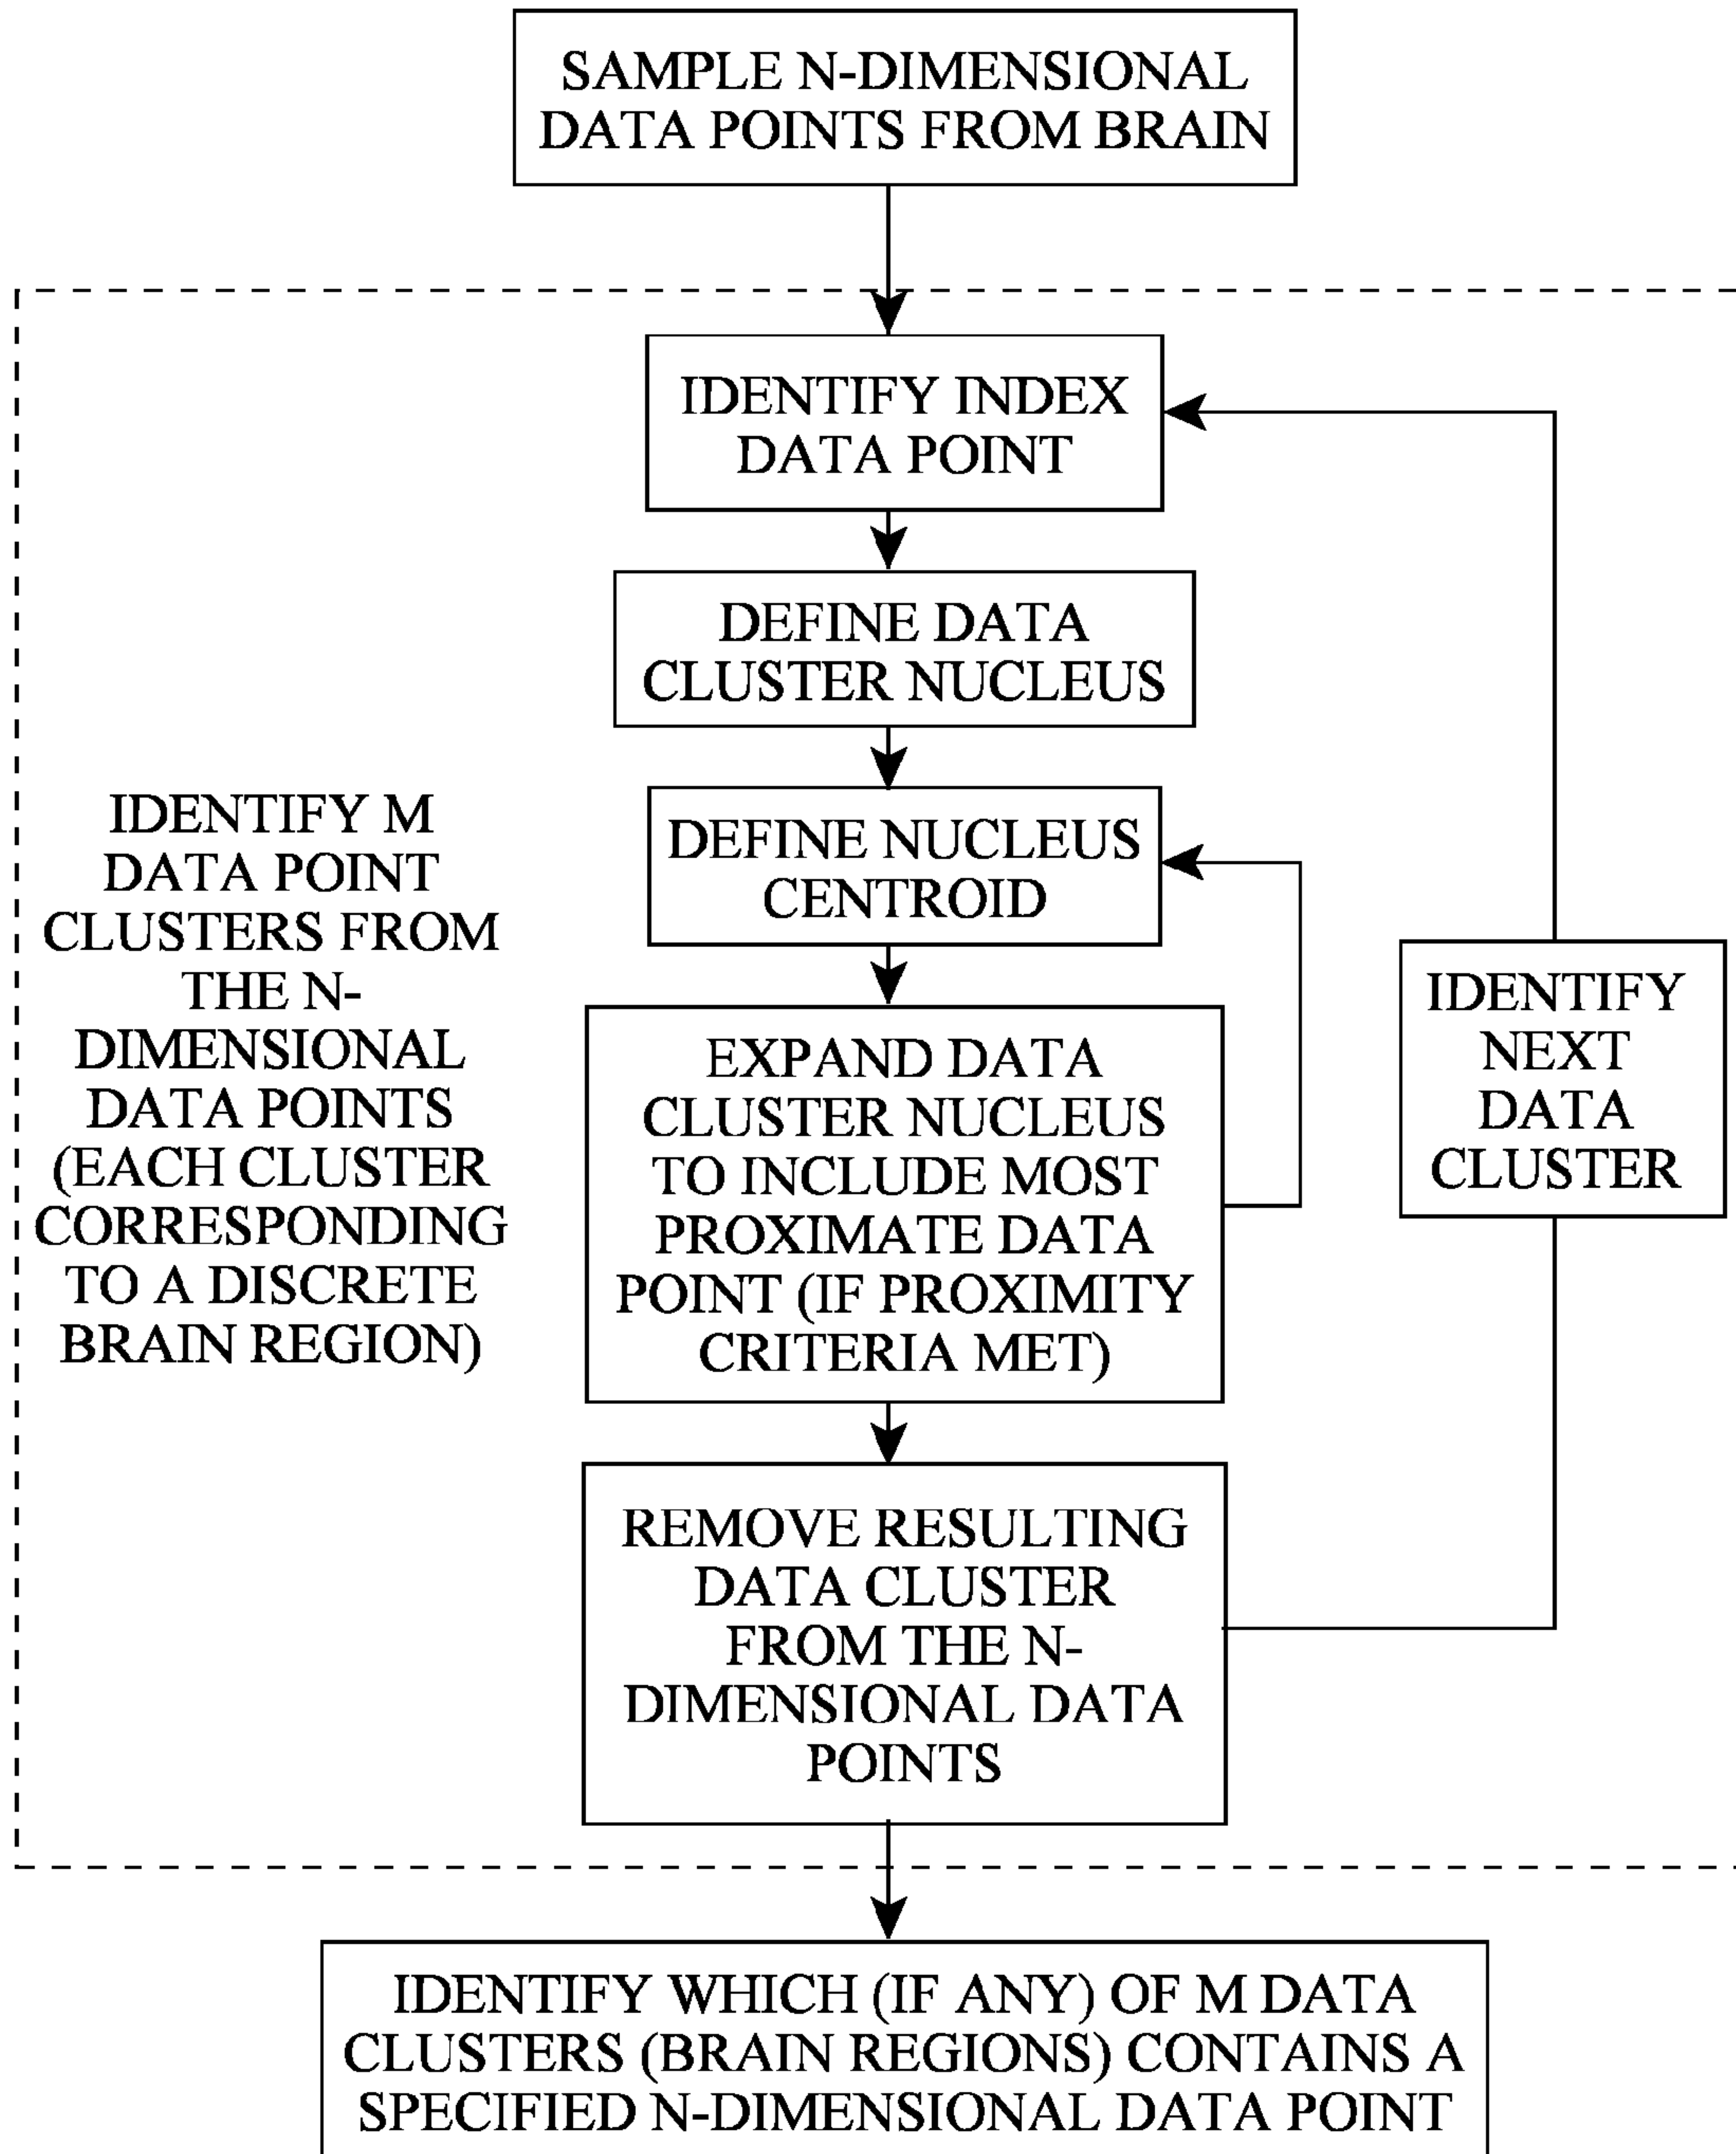 SAMPLE N-DIMENSIONAL
DATA POINTS FROM BRAIN
IDENTIFY INDEX
DATA POINT
DEFINE DATA
CLUSTER NUCLEUS
DEFINE NUCLEUS
CENTROID
EXPAND DATA
CLUSTER NUCLEUS
TO INCLUDE MOST
PROXIMATE DATA
POINT (IF PROXIMITY
CRITERIA MET)
REMOVE RESULTING
DATA CLUSTER
FROM THE N-
DIMENSIONAL DATA
POINTS
IDENTIFY
NEXT
DATA
CLUSTER
IDENTIFY M
DATA POINT
CLUSTERS FROM
THE N-
DIMENSIONAL
DATA POINTS
(EACH CLUSTER
CORRESPONDING
TO A DISCRETE
BRAIN REGION)
IDENTIFY WHICH (IF ANY) OF M DATA
CLUSTERS (BRAIN REGIONS) CONTAINS A
SPECIFIED N-DIMENSIONAL DATA POINT